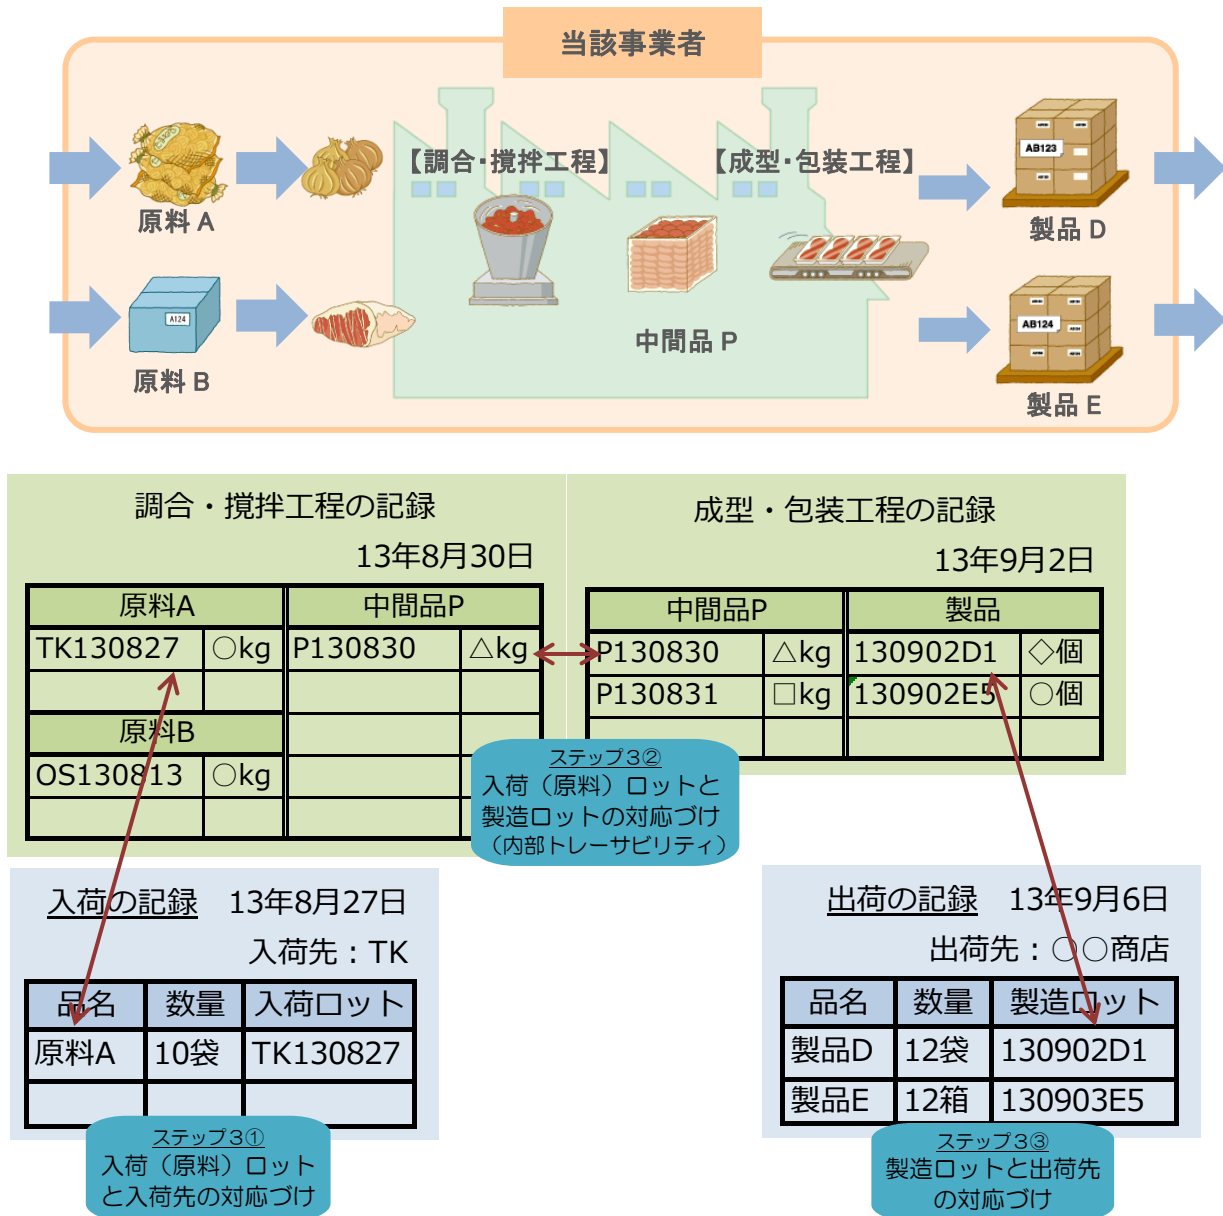 当該事業者
【調合・攪拌工程】
【成型・包装工程】
原料 A
A124
原料 B
中間品 P
AB123
製品 D
AB124
製品 E
調合・攪拌工程の記録
13年8月30日
原料A 中間品P
TK130827 ○kg P130830 △kg
原料B
OS130813 ○kg
成型・包装工程の記録
13年9月2日
中間品P 製品
P130830 △kg 130902D1 ◇個
P130831 □kg 130902E5 ○個
ステップ3②
入荷（原料）ロットと
製造ロットの対応づけ
（内部トレーサビリティ）
入荷の記録 13年8月27日
入荷先：TK
品名 数量 入荷ロット
原料A 10袋 TK130827
ステップ3①
入荷（原料）ロット
と入荷先の対応づけ
出荷の記録 13年9月6日
出荷先：○○商店
品名 数量 製造ロット
製品D 12袋 130902D1
製品E 12箱 130903E5
ステップ3③
製造ロットと出荷先
の対応づけ